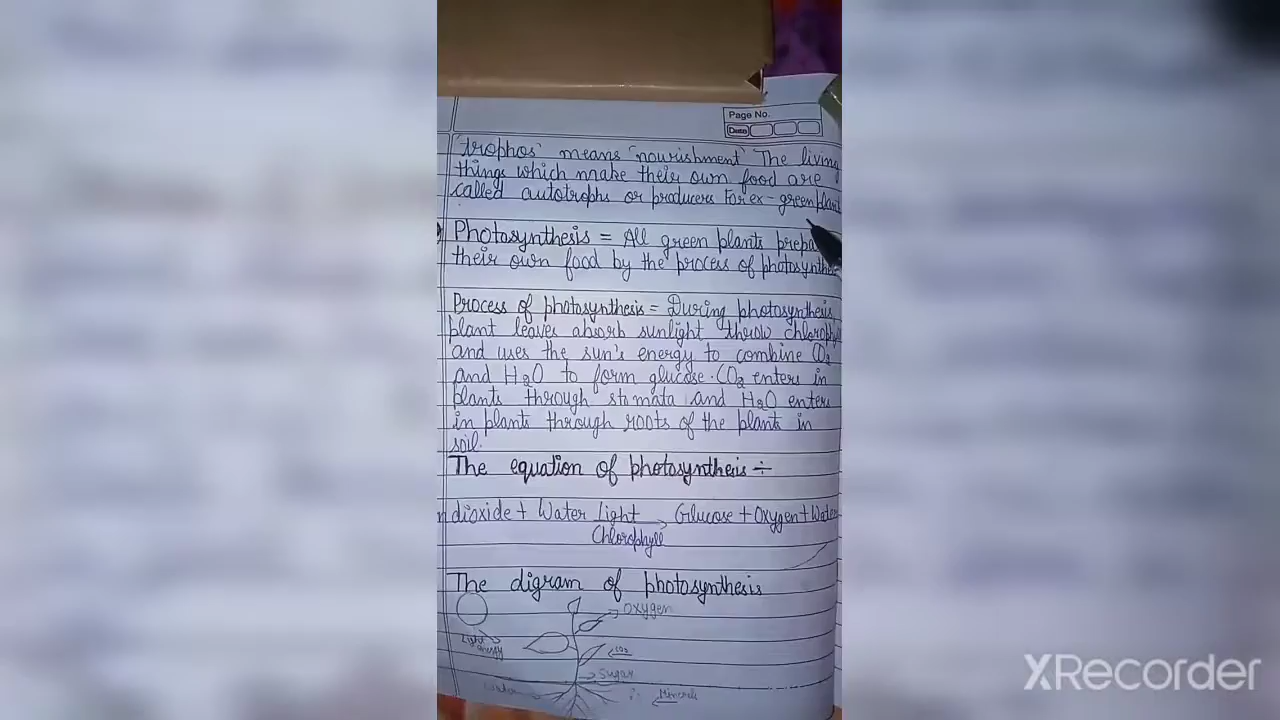 Page No.
Date
'trophos' means 'nourishment' The living
things which make their own food are
called autotrophs or producers For ex - green plant
Photosynthesis = All green plants prepa
their own food by the process of photosynthe
Process of photosynthesis = During photosynthesis
plant leaves absorb sunlight throw chlorophyll
and uses the sun's energy to combine CO2
and H2O to form glucose. CO2 enters in
plants through stomata and H2O enters
in plants through roots of the plant in
soil.
The equation of photosynthesis ÷
dioxide + Water Light → Glucose + Oxygen + Water
Chlorophyll
The digram of photosynthesis
Oxygen
Light
energy
CO2
Sugar
Water
Minerals
XRecorder